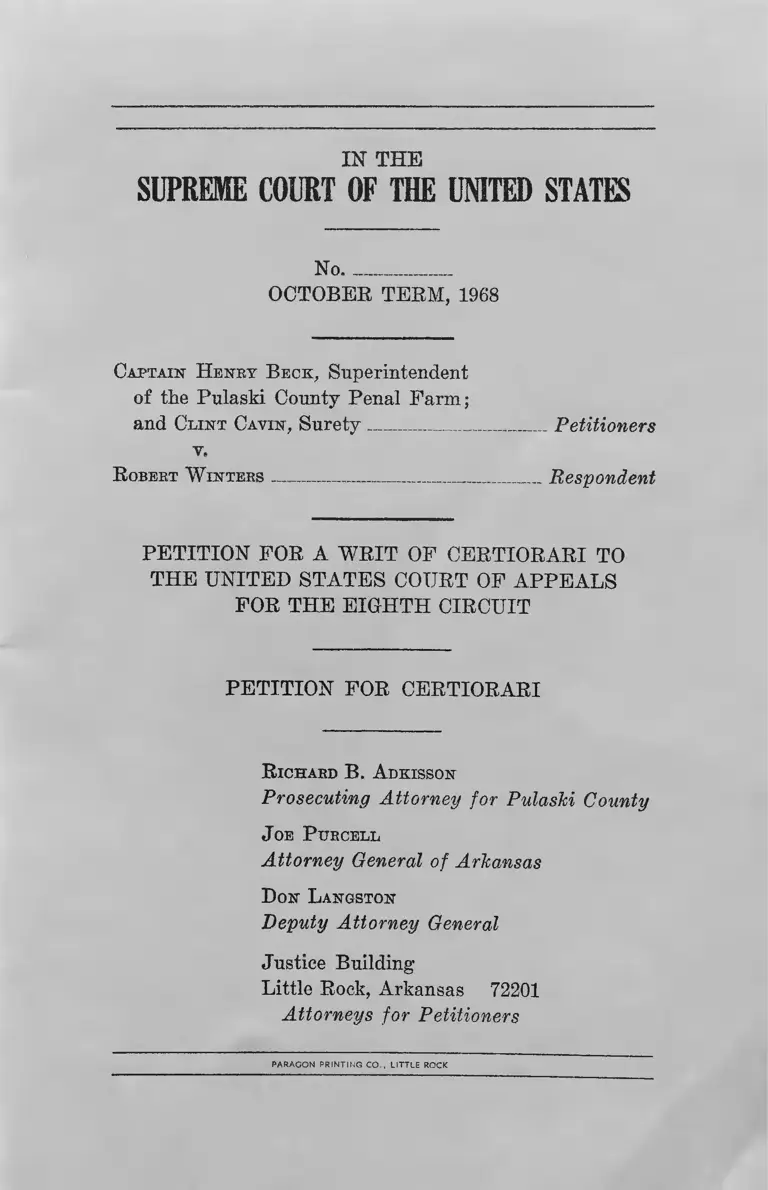 IN THE
SUPREME COURT OF THE UNITED STATES
No.
OCTOBER TERM, 1968
Captain Henry Beck, Superintendent
of the Pulaski County Penal Farm;
and Clint Cavin, Surety Petitioners
v.
Robert Winters Respondent
PETITION FOR A WRIT OF CERTIORARI TO
THE UNITED STATES COURT OF APPEALS
FOR THE EIGHTH CIRCUIT
PETITION FOR CERTIORARI
Richard B. Adkisson
Prosecuting Attorney for Pulaski County
Joe Purcell
Attorney General of Arkansas
Don Langston
Deputy Attorney General
Justice Building
Little Rock, Arkansas 72201
Attorneys for Petitioners
PARAGON PRINTING CO., LITTLE ROCK